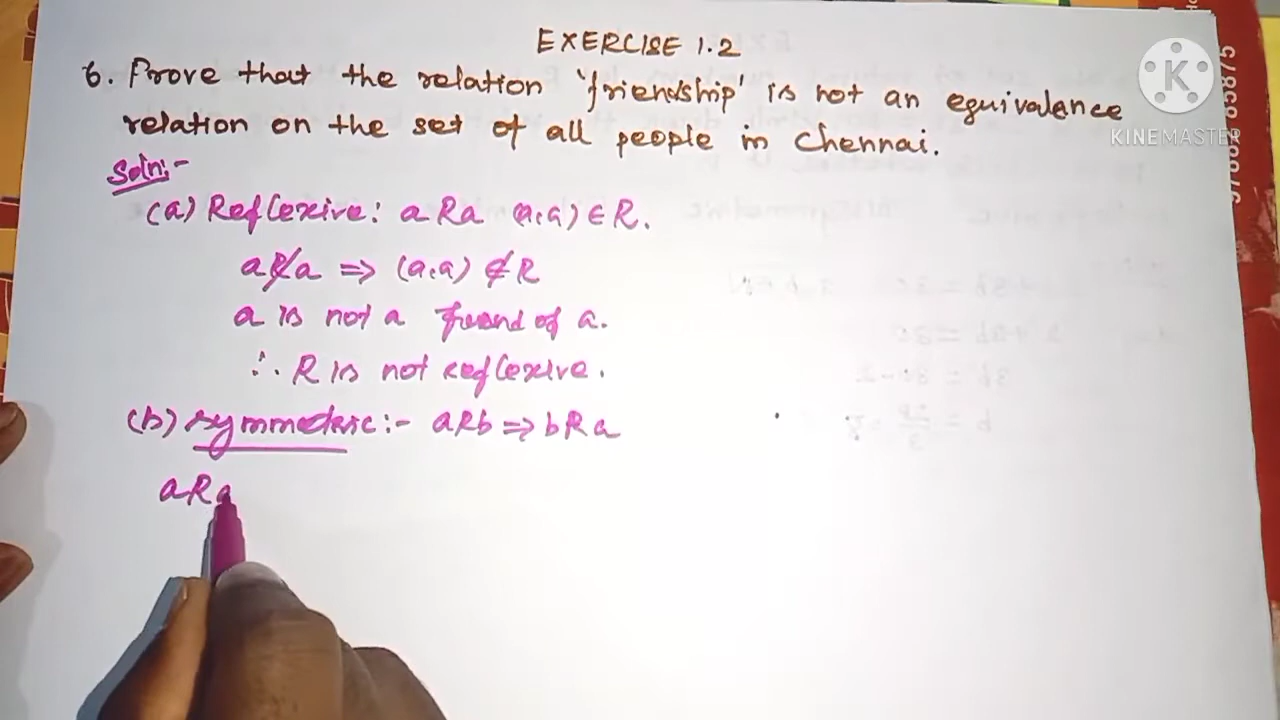 EXERCISE 1.2
6. Prove that the relation 'friendship' is not an equivalence
relation on the set of all people in Chennai.
Soln:-
(a) Reflexive: aRa (a,a) ∈ R.
aR̸a ⇒ (a,a) ∉ R
a is not a friend of a.
∴ R is not reflexive.
(b) symmetric:- aRb ⇒ bRa
aRa
K
KINEMASTER